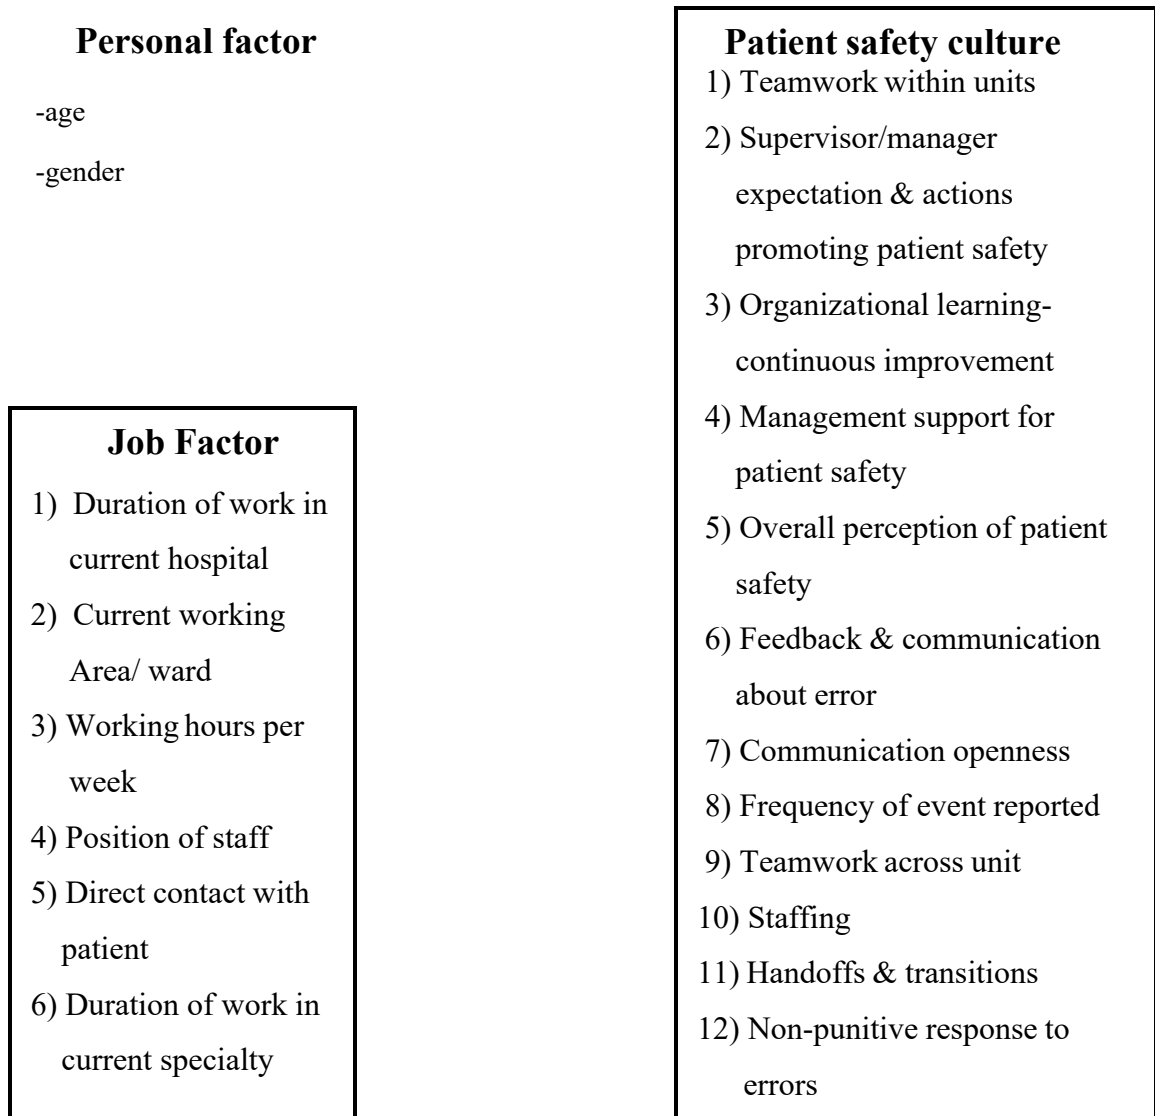 Personal factor
-age
-gender
Job Factor
1) Duration of work in
current hospital
2) Current working
Area/ ward
3) Working hours per
week
4) Position of staff
5) Direct contact with
patient
6) Duration of work in
current specialty
Patient safety culture
1) Teamwork within units
2) Supervisor/manager
expectation & actions
promoting patient safety
3) Organizational learning-
continuous improvement
4) Management support for
patient safety
5) Overall perception of patient
safety
6) Feedback & communication
about error
7) Communication openness
8) Frequency of event reported
9) Teamwork across unit
10) Staffing
11) Handoffs & transitions
12) Non-punitive response to
errors